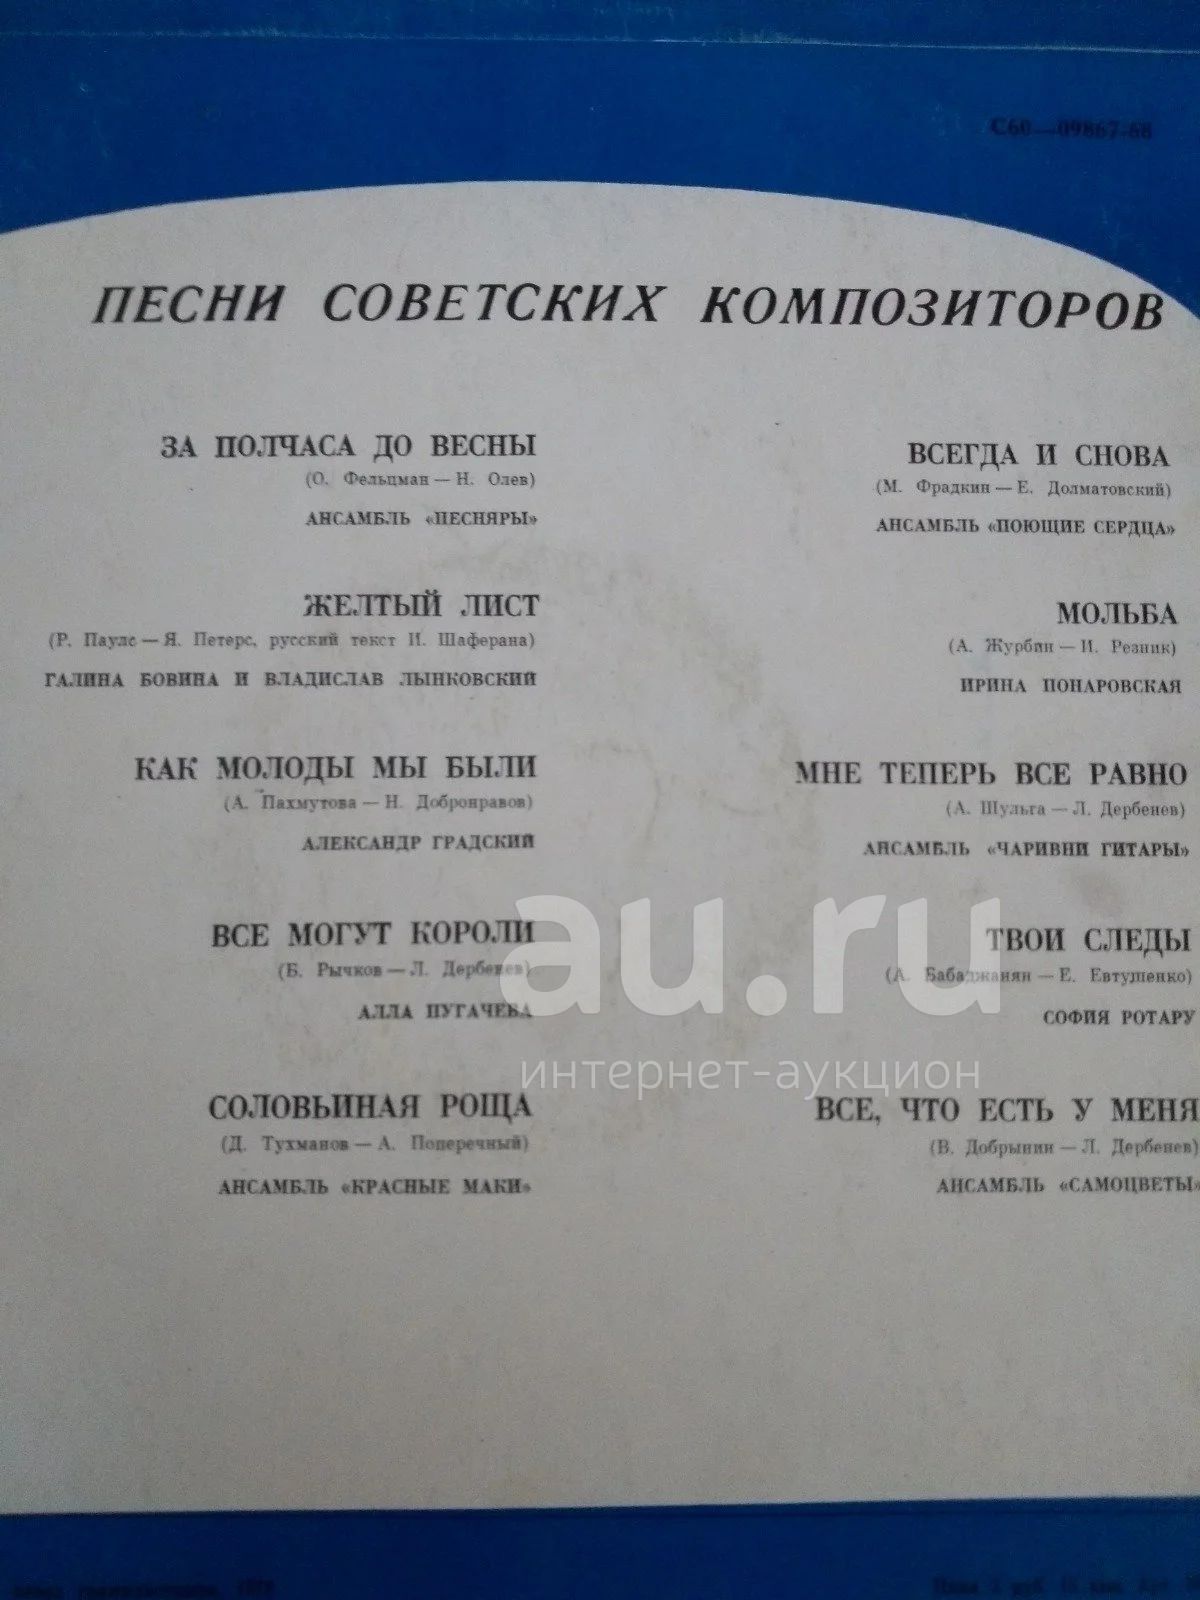 С60—09867-68
ПЕСНИ СОВЕТСКИХ КОМПОЗИТОРОВ
ЗА ПОЛЧАСА ДО ВЕСНЫ
(О. Фельцман — Н. Олев)
АНСАМБЛЬ «ПЕСНЯРЫ»
ЖЕЛТЫЙ ЛИСТ
(Р. Паулс — Я. Петерс, русский текст И. Шаферана)
ГАЛИНА БОВИНА И ВЛАДИСЛАВ ЛЫНКОВСКИЙ
КАК МОЛОДЫ МЫ БЫЛИ
(А. Пахмутова — Н. Добронравов)
АЛЕКСАНДР ГРАДСКИЙ
ВСЕ МОГУТ КОРОЛИ
(Б. Рычков — Л. Дербенев)
АЛЛА ПУГАЧЕВА
СОЛОВЬИНАЯ РОЩА
(Д. Тухманов — А. Поперечный)
АНСАМБЛЬ «КРАСНЫЕ МАКИ»
ВСЕГДА И СНОВА
(М. Фрадкин — Е. Долматовский)
АНСАМБЛЬ «ПОЮЩИЕ СЕРДЦА»
МОЛЬБА
(А. Журбин — И. Резник)
ИРИНА ПОНАРОВСКАЯ
МНЕ ТЕПЕРЬ ВСЕ РАВНО
(А. Шульга — Л. Дербенев)
АНСАМБЛЬ «ЧАРИВНИ ГИТАРЫ»
ТВОИ СЛЕДЫ
(А. Бабаджанян — Е. Евтушенко)
СОФИЯ РОТАРУ
ВСЕ, ЧТО ЕСТЬ У МЕНЯ
(В. Добрынин — Л. Дербенев)
АНСАМБЛЬ «САМОЦВЕТЫ»
au.ru
интернет-аукцион